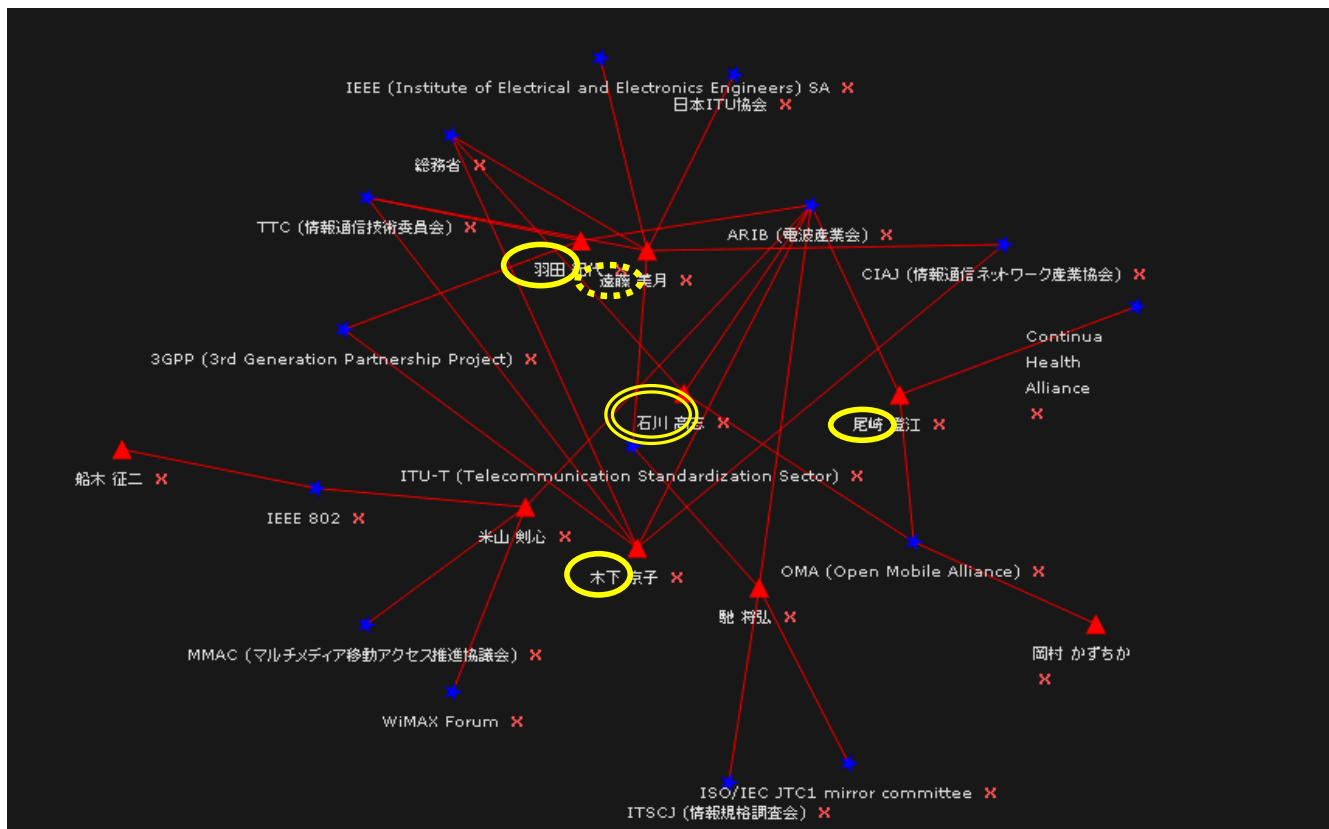 IEEE (Institute of Electrical and Electronics Engineers) SA X
日本ITU協会 X
総務省 X
TTC (情報通信技術委員会) X
ARIB (電波産業会) X
羽田
遠藤 美月 X
CIAJ (情報通信ネットワーク産業協会) X
Continua
Health
Alliance
X
3GPP (3rd Generation Partnership Project) X
石川 高志 X
尾崎 澄江 X
ITU-T (Telecommunication Standardization Sector) X
船木 征二 X
IEEE 802 X
米山 剣心 X
木下 京子 X
OMA (Open Mobile Alliance) X
馳 将弘 X
岡村 かずちか
X
MMAC (マルチメディア移動アクセス推進協議会) X
WiMAX Forum X
ISO/IEC JTC1 mirror committee X
ITSCJ (情報規格調査会) X